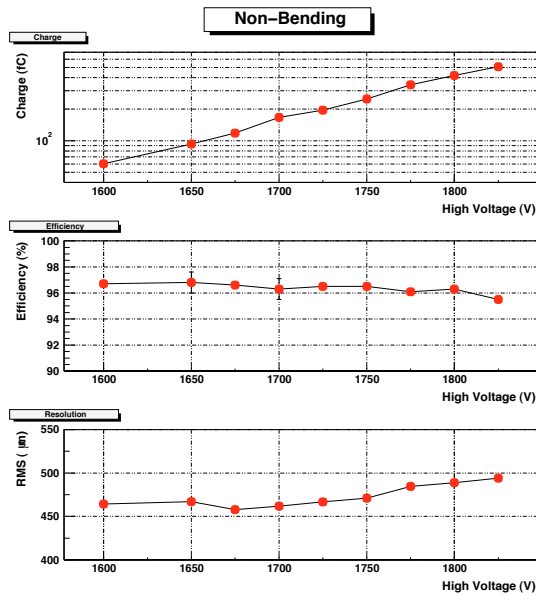 Non−Bending
Charge
Charge (fC)
10²
1600 1650 1700 1750 1800
High Voltage (V)
Efficiency
Efficiency (%)
100
98
96
94
92
90
1600 1650 1700 1750 1800
High Voltage (V)
Resolution
RMS ( μm)
550
500
450
400
1600 1650 1700 1750 1800
High Voltage (V)